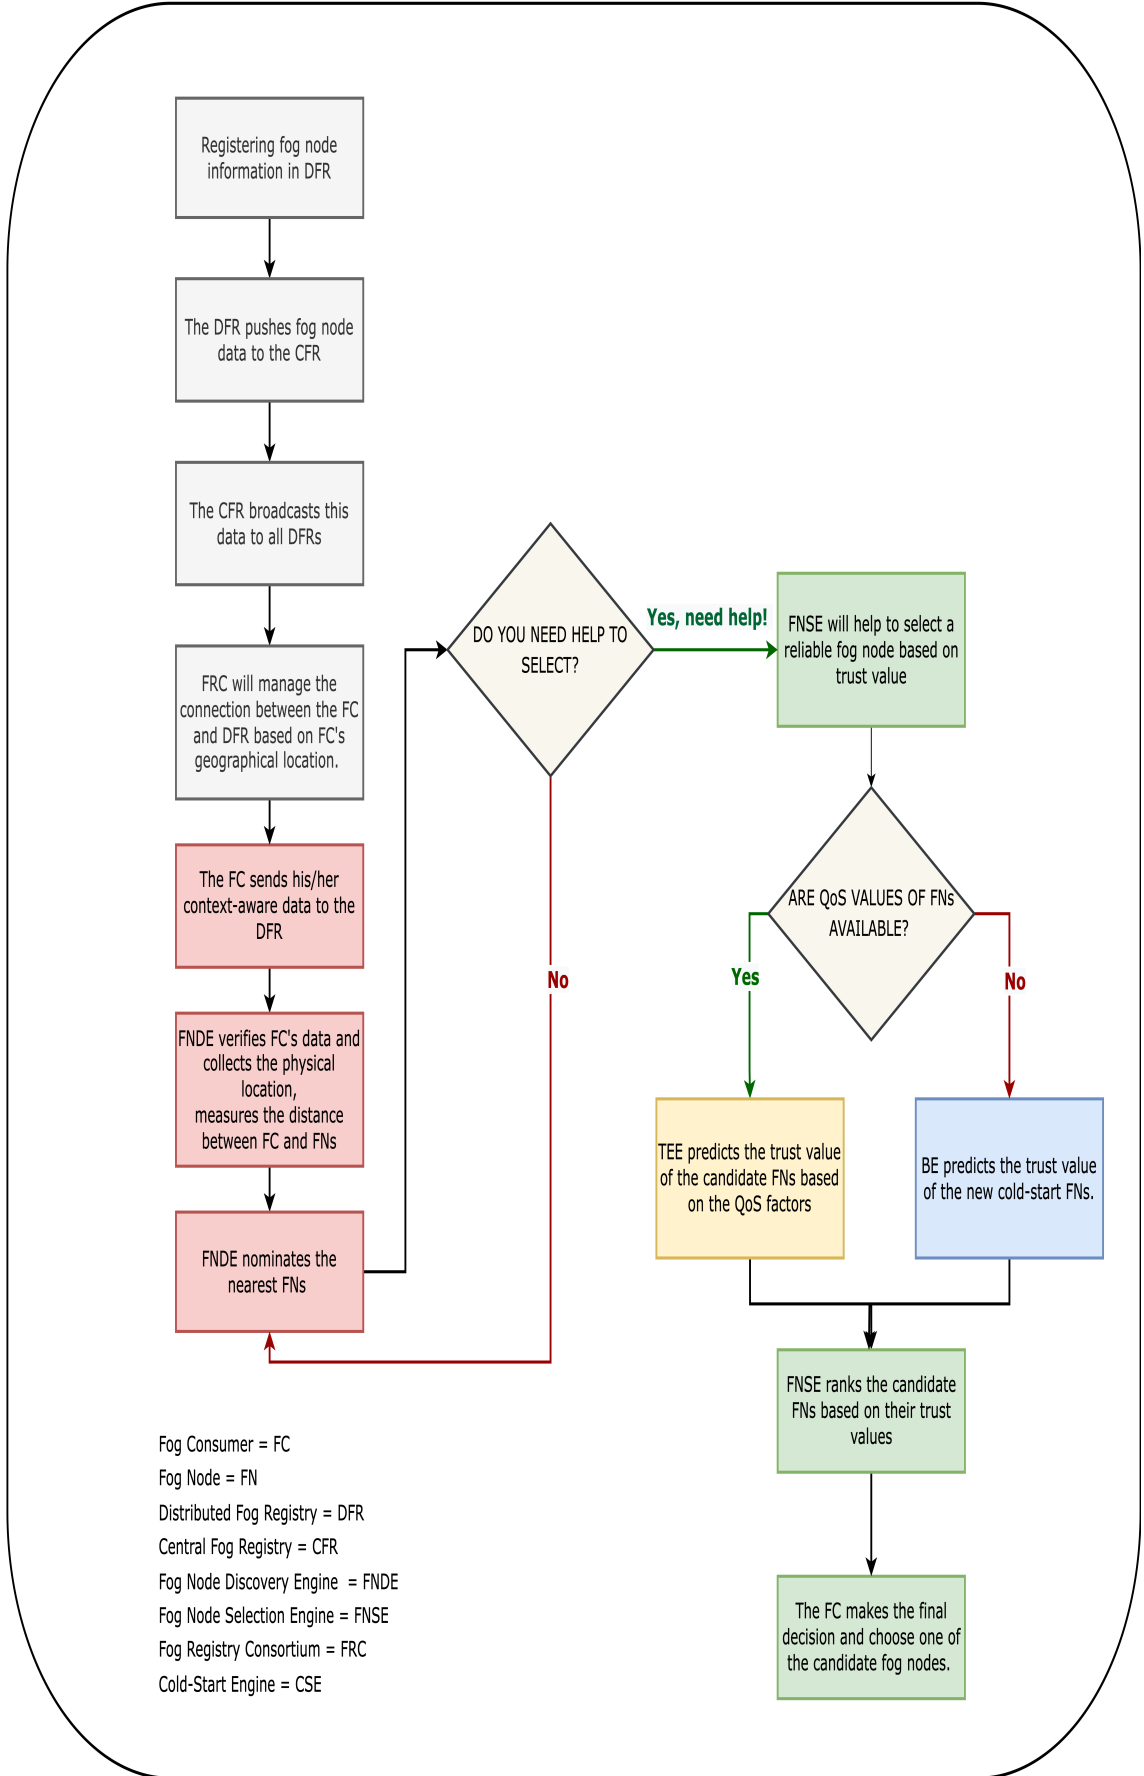 Registering fog node
information in DFR
The DFR pushes fog node
data to the CFR
The CFR broadcasts this
data to all DFRs
FRC will manage the
connection between the FC
and DFR based on FC's
geographical location.
The FC sends his/her
context-aware data to the
DFR
FNDE verifies FC's data and
collects the physical
location,
measures the distance
between FC and FNs
FNDE nominates the
nearest FNs
DO YOU NEED HELP TO
SELECT?
Yes, need help!
No
FNSE will help to select a
reliable fog node based on
trust value
ARE QoS VALUES OF FNs
AVAILABLE?
Yes
No
TEE predicts the trust value
of the candidate FNs based
on the QoS factors
BE predicts the trust value
of the new cold-start FNs.
FNSE ranks the candidate
FNs based on their trust
values
The FC makes the final
decision and choose one of
the candidate fog nodes.
Fog Consumer = FC
Fog Node = FN
Distributed Fog Registry = DFR
Central Fog Registry = CFR
Fog Node Discovery Engine  = FNDE
Fog Node Selection Engine = FNSE
Fog Registry Consortium = FRC
Cold-Start Engine = CSE